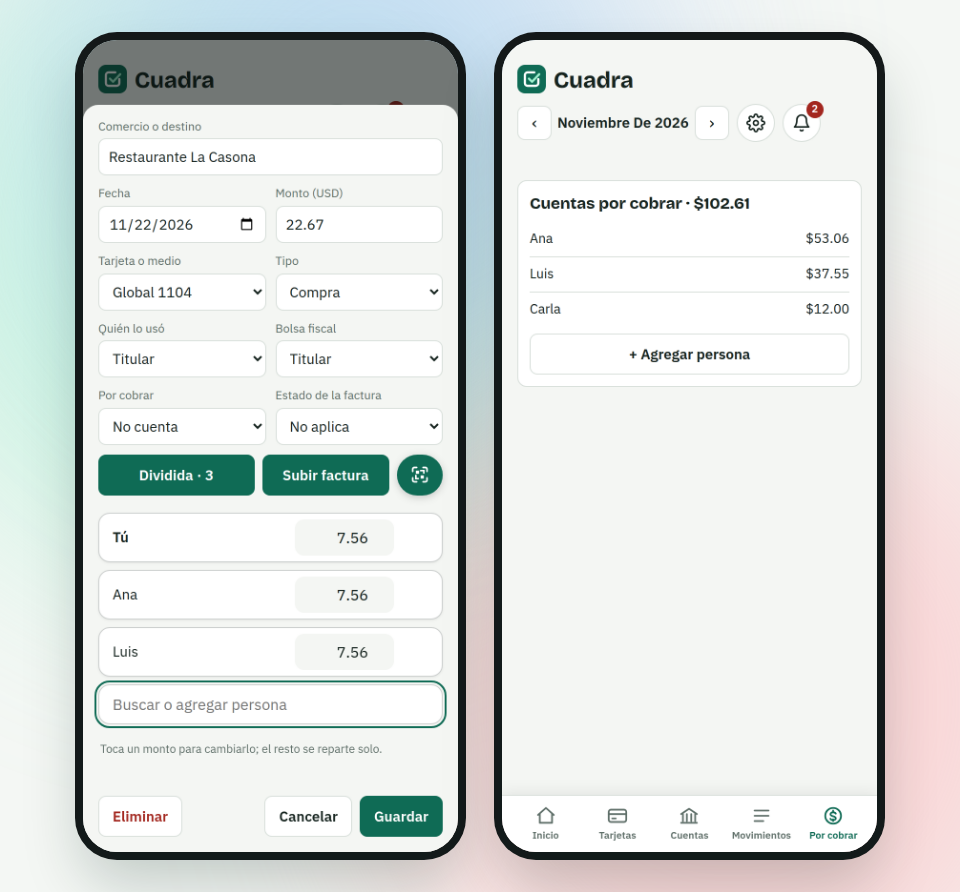 Cuadra
Comercio o destino
Restaurante La Casona
Fecha
Monto (USD)
11/22/2026
22.67
Tarjeta o medio
Tipo
Global 1104
Compra
Quién lo usó
Bolsa fiscal
Titular
Titular
Por cobrar
Estado de la factura
No cuenta
No aplica
Dividida · 3
Subir factura
Tú
7.56
Ana
7.56
Luis
7.56
Buscar o agregar persona
Toca un monto para cambiarlo; el resto se reparte solo.
Eliminar
Cancelar
Guardar
Cuadra
‹ Noviembre De 2026 ›
2
Cuentas por cobrar · $102.61
Ana $53.06
Luis $37.55
Carla $12.00
+ Agregar persona
Inicio
Tarjetas
Cuentas
Movimientos
Por cobrar